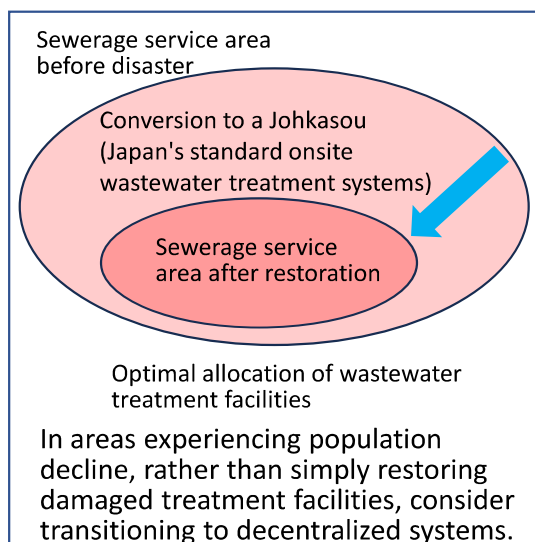 Sewerage service area
before disaster
Conversion to a Johkasou
(Japan's standard onsite
wastewater treatment systems)
Sewerage service
area after restoration
Optimal allocation of wastewater
treatment facilities
In areas experiencing population
decline, rather than simply restoring
damaged treatment facilities, consider
transitioning to decentralized systems.